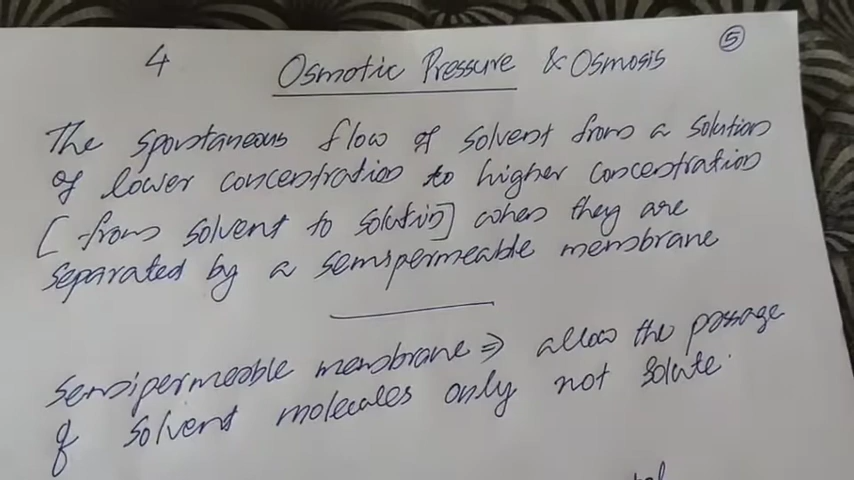 4 Osmotic Pressure & Osmosis 5
The spontaneous flow of solvent from a solution
of lower concentration to higher concentration
[from solvent to solution] when they are
separated by a semipermeable membrane
semipermeable membrane ⇒ allow the passage
of solvent molecules only not solute.